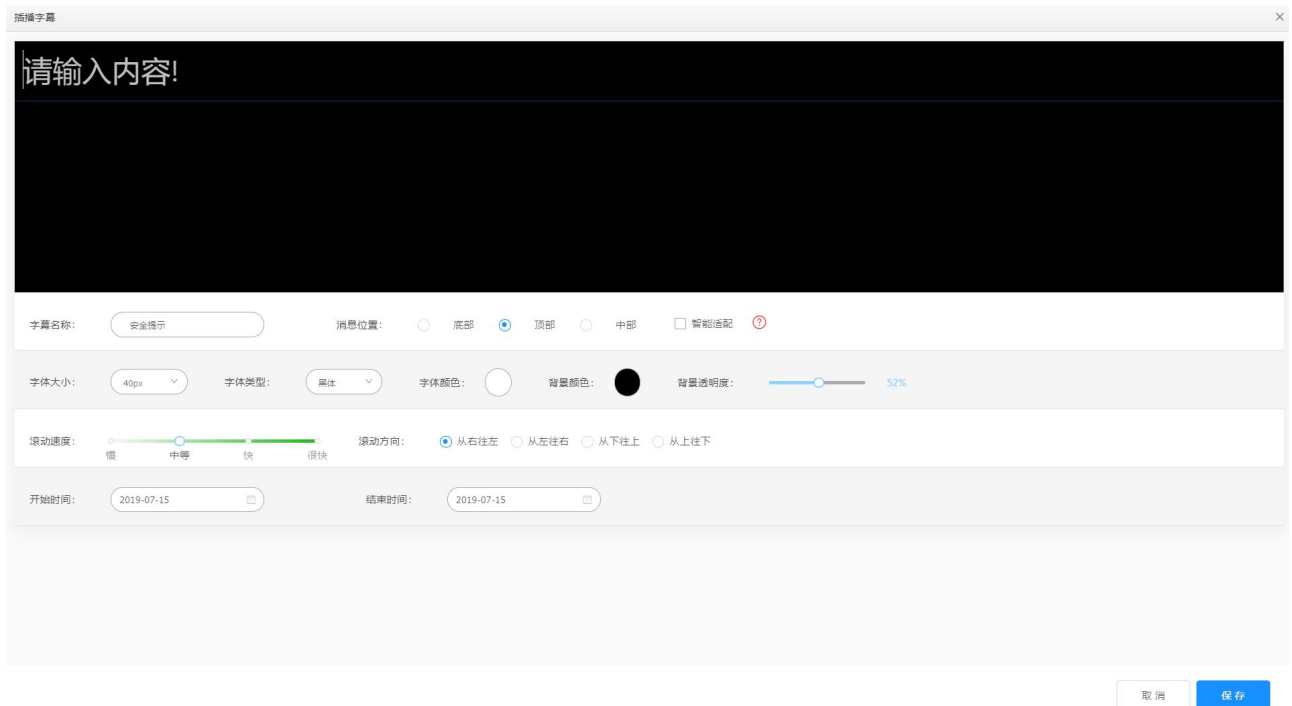 插播字幕
请输入内容!
字幕名称: 安全提示 消息位置: 底部 顶部 中部 智能适配 ?
字体大小: 40px 字体类型: 黑体 字体颜色: 背景颜色: 背景透明度: 52%
滚动速度: 慢 中等 快 很快 滚动方向: 从右往左 从左往右 从下往上 从上往下
开始时间: 2019-07-15 结束时间: 2019-07-15
取消 保存